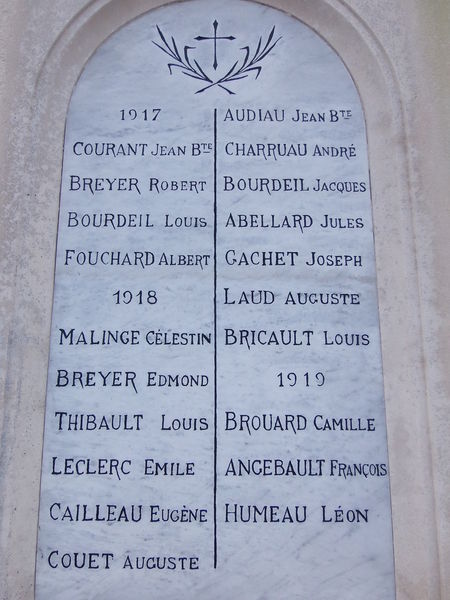 1917
COURANT JEAN BTE
BREYER ROBERT
BOURDEIL LOUIS
FOUCHARD ALBERT
1918
MALINGE CÉLESTIN
BREYER EDMOND
THIBAULT LOUIS
LECLERC EMILE
CAILLEAU EUGÈNE
COUET AUGUSTE
AUDIAU JEAN BTE
CHARRUAU ANDRÉ
BOURDEIL JACQUES
ABELLARD JULES
GACHET JOSEPH
LAUD AUGUSTE
BRICAULT LOUIS
1919
BROUARD CAMILLE
ANGEBAULT FRANÇOIS
HUMEAU LÉON